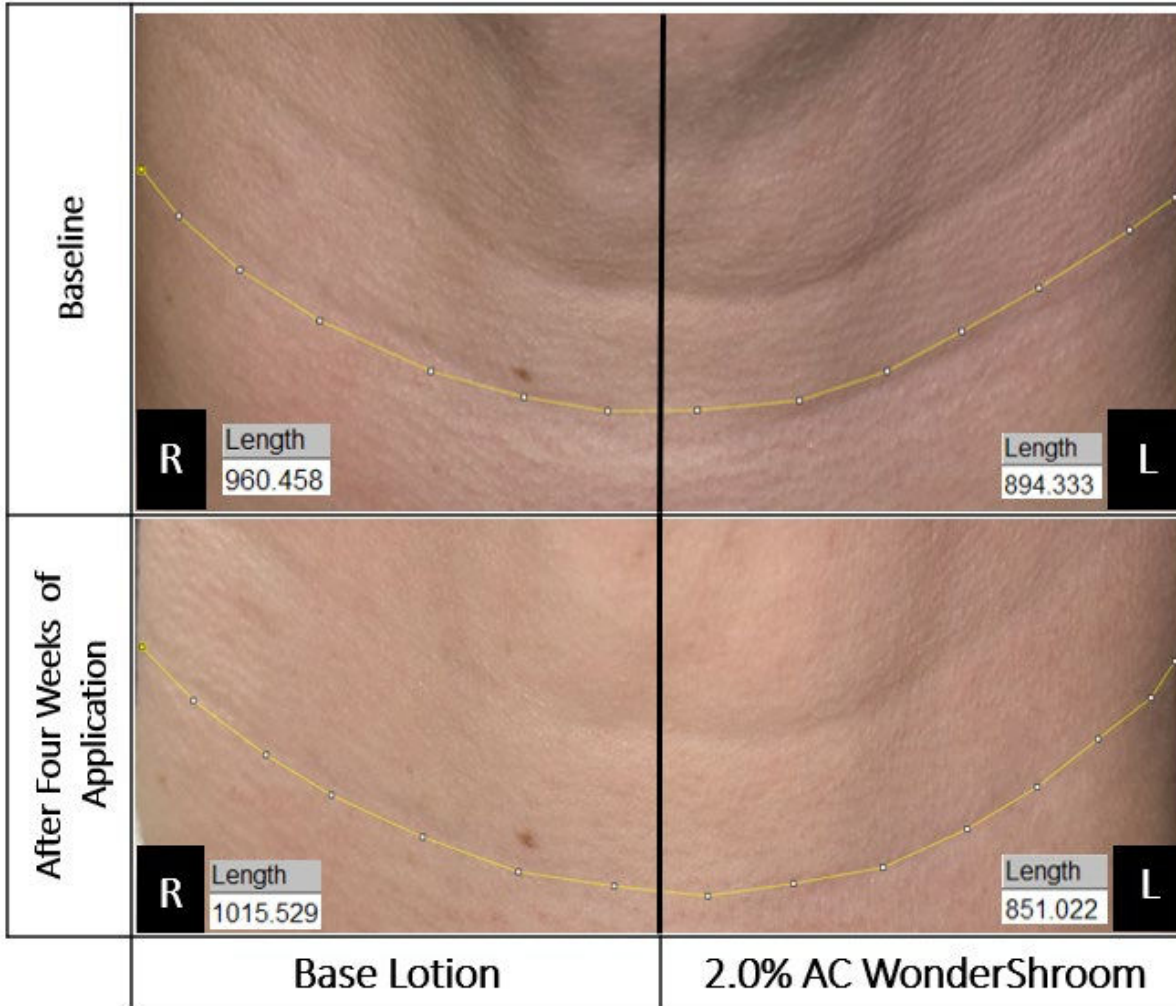 Baseline
R
Length
960.458
Length
894.333
L
After Four Weeks of
Application
R
Length
1015.529
Length
851.022
L
Base Lotion
2.0% AC WonderShroom